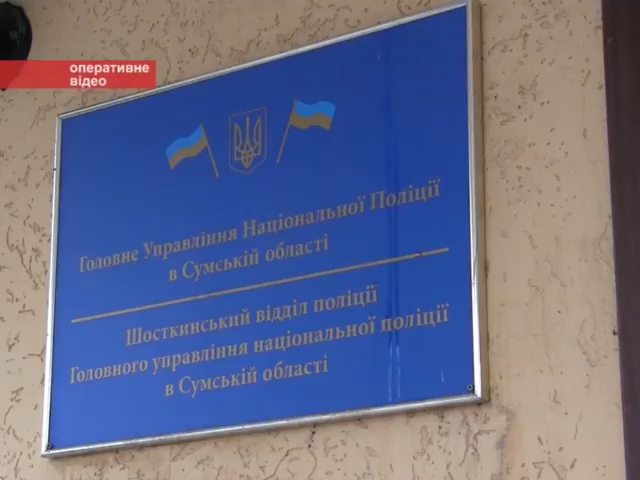 оперативне
відео
Головне Управління Національної Поліції
в Сумській області
Шосткинський відділ поліції
Головного управління національної поліції
в Сумській області